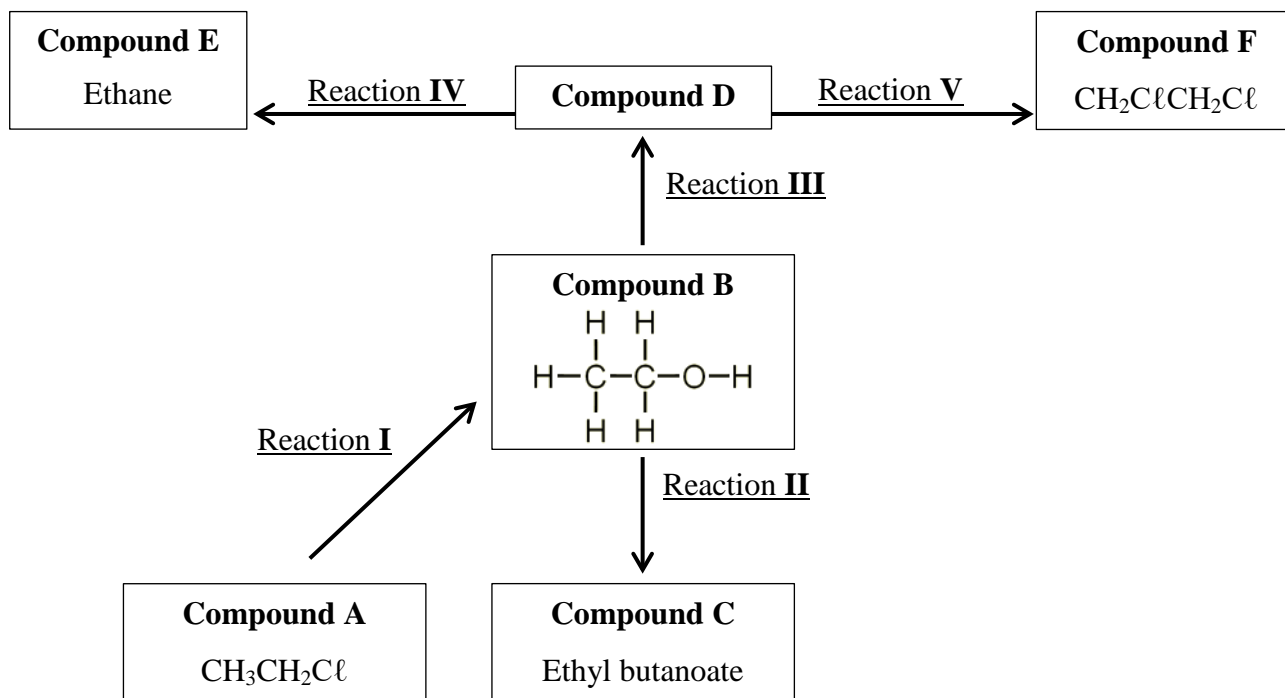 Compound E
Ethane
Reaction IV
Compound D
Reaction V
Compound F
CH₂CℓCH₂Cℓ
Reaction III
Compound B
H H
H–C–C–O–H
H H
Reaction I
Reaction II
Compound A
CH₃CH₂Cℓ
Compound C
Ethyl butanoate